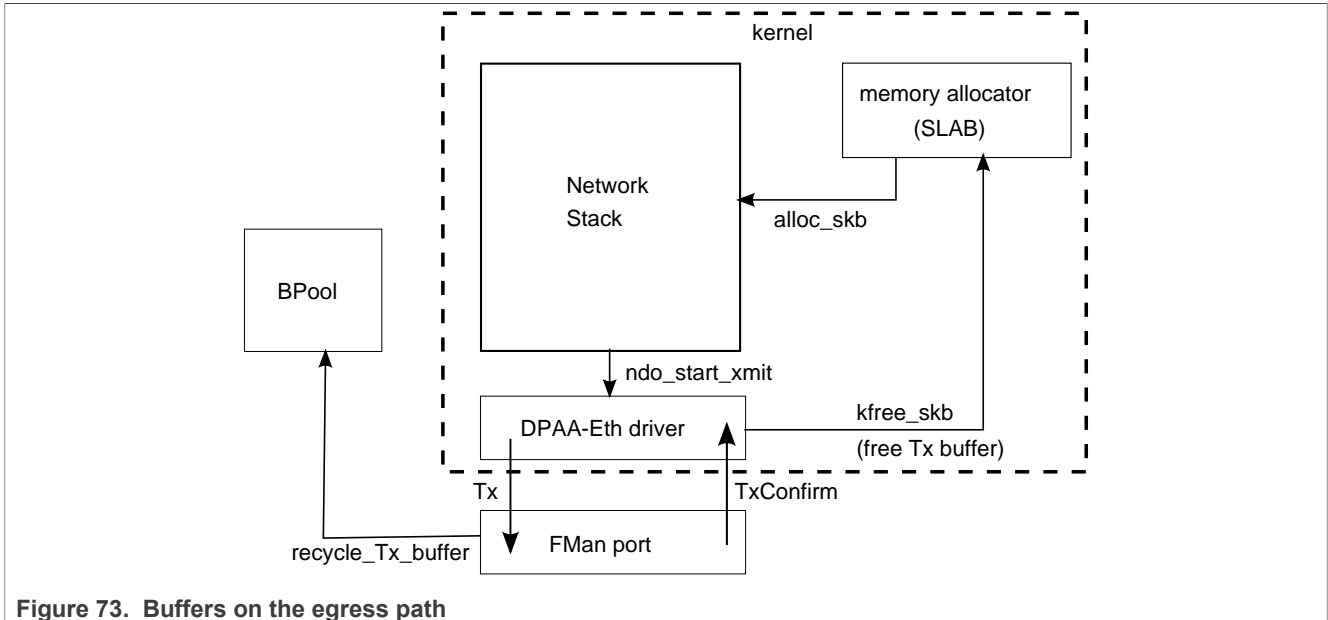 kernel
memory allocator
(SLAB)
Network
Stack
alloc_skb
BPool
ndo_start_xmit
DPAA-Eth driver
kfree_skb
(free Tx buffer)
Tx
TxConfirm
FMan port
recycle_Tx_buffer
Figure 73. Buffers on the egress path